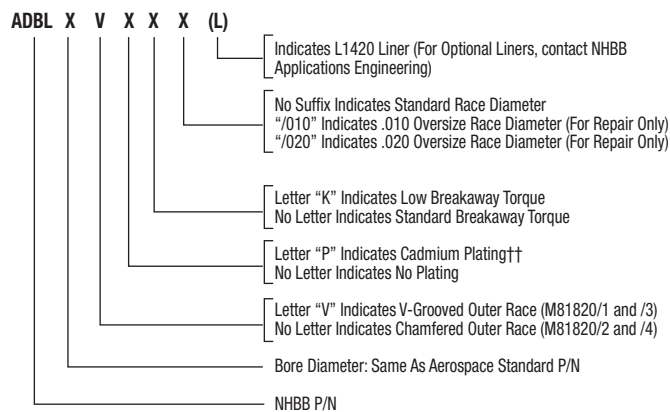 ADBL X V X X X (L)
Indicates L1420 Liner (For Optional Liners, contact NHBB
Applications Engineering)
No Suffix Indicates Standard Race Diameter
“/010” Indicates .010 Oversize Race Diameter (For Repair Only)
“/020” Indicates .020 Oversize Race Diameter (For Repair Only)
Letter “K” Indicates Low Breakaway Torque
No Letter Indicates Standard Breakaway Torque
Letter “P” Indicates Cadmium Plating††
No Letter Indicates No Plating
Letter “V” Indicates V-Grooved Outer Race (M81820/1 and /3)
No Letter Indicates Chamfered Outer Race (M81820/2 and /4)
Bore Diameter: Same As Aerospace Standard P/N
NHBB P/N